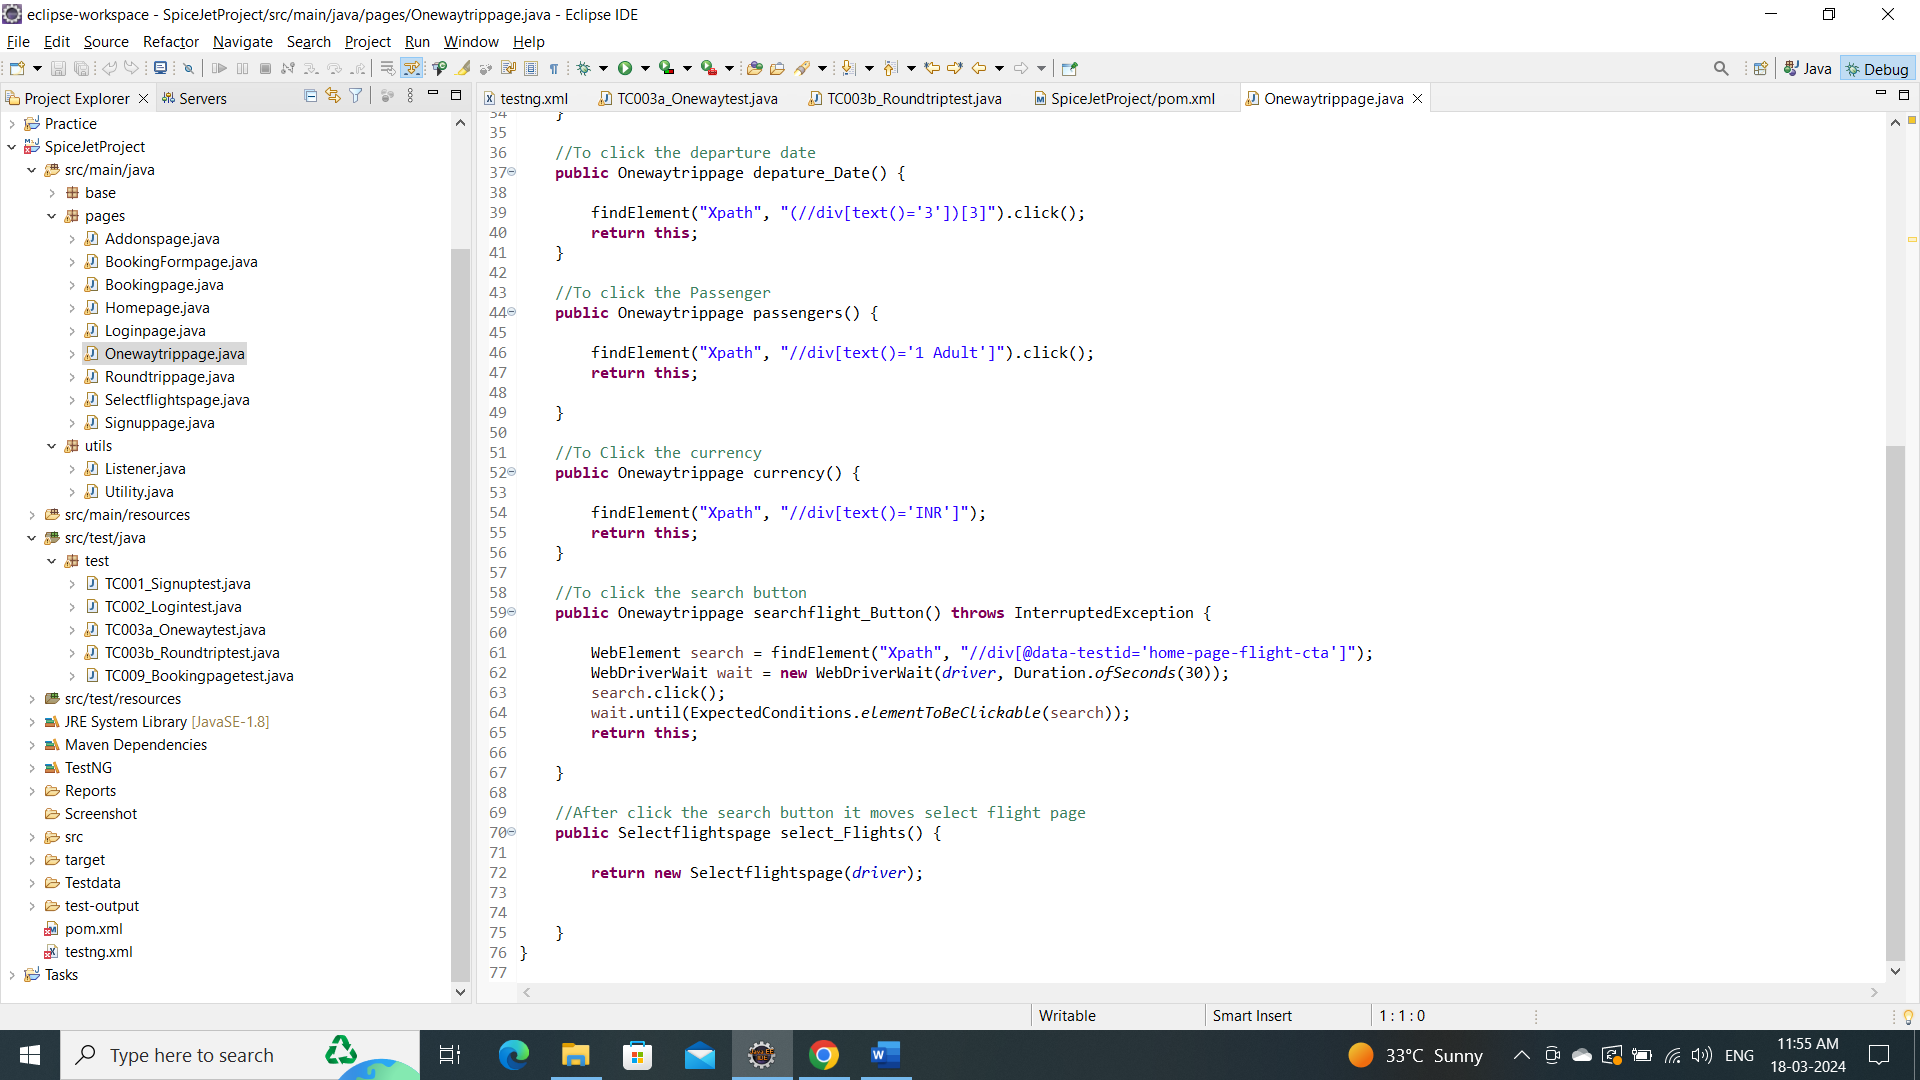 eclipse-workspace - SpiceJetProject/src/main/java/pages/Onewaytrippage.java - Eclipse IDE
File Edit Source Refactor Navigate Search Project Run Window Help
Java Debug
Project Explorer Servers
testng.xml TC003a_Onewaytest.java TC003b_Roundtriptest.java SpiceJetProject/pom.xml Onewaytrippage.java
Practice
SpiceJetProject
src/main/java
base
pages
Addonspage.java
BookingFormpage.java
Bookingpage.java
Homepage.java
Loginpage.java
Onewaytrippage.java
Roundtrippage.java
Selectflightspage.java
Signuppage.java
utils
Listener.java
Utility.java
src/main/resources
src/test/java
test
TC001_Signuptest.java
TC002_Logintest.java
TC003a_Onewaytest.java
TC003b_Roundtriptest.java
TC009_Bookingpagetest.java
src/test/resources
JRE System Library [JavaSE-1.8]
Maven Dependencies
TestNG
Reports
Screenshot
src
target
Testdata
test-output
pom.xml
testng.xml
Tasks
34 }
35
36 //To click the departure date
37 public Onewaytrippage depature_Date() {
38
39 findElement("Xpath", "(//div[text()='3'])[3]").click();
40 return this;
41 }
42
43 //To click the Passenger
44 public Onewaytrippage passengers() {
45
46 findElement("Xpath", "//div[text()='1 Adult']").click();
47 return this;
48
49 }
50
51 //To Click the currency
52 public Onewaytrippage currency() {
53
54 findElement("Xpath", "//div[text()='INR']");
55 return this;
56 }
57
58 //To click the search button
59 public Onewaytrippage searchflight_Button() throws InterruptedException {
60
61 WebElement search = findElement("Xpath", "//div[@data-testid='home-page-flight-cta']");
62 WebDriverWait wait = new WebDriverWait(driver, Duration.ofSeconds(30));
63 search.click();
64 wait.until(ExpectedConditions.elementToBeClickable(search));
65 return this;
66
67 }
68
69 //After click the search button it moves select flight page
70 public Selectflightspage select_Flights() {
71
72 return new Selectflightspage(driver);
73
74
75 }
76 }
77
Writable Smart Insert 1 : 1 : 0
Type here to search
33°C Sunny ENG
11:55 AM
18-03-2024